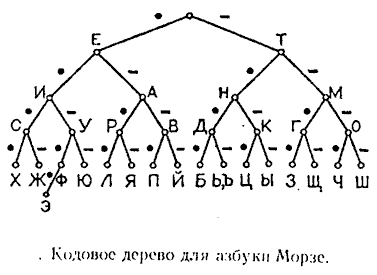 Е Т
И А Н М
С У Р В Д К Г О
Х Ж Ф Ю Л Я П Й Б Ь,Ъ Ц Ы З Щ Ч Ш
Э
. Кодовое дерево для азбуки Морзе.